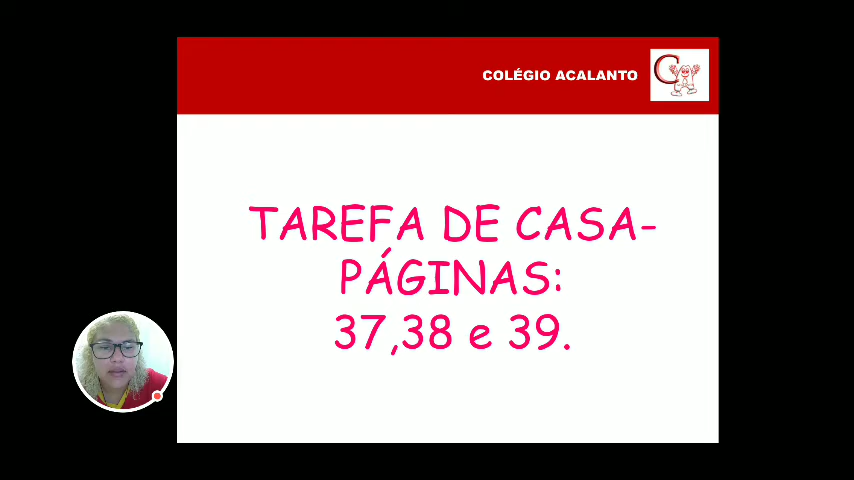 COLÉGIO ACALANTO
C
TAREFA DE CASA-
PÁGINAS:
37,38 e 39.